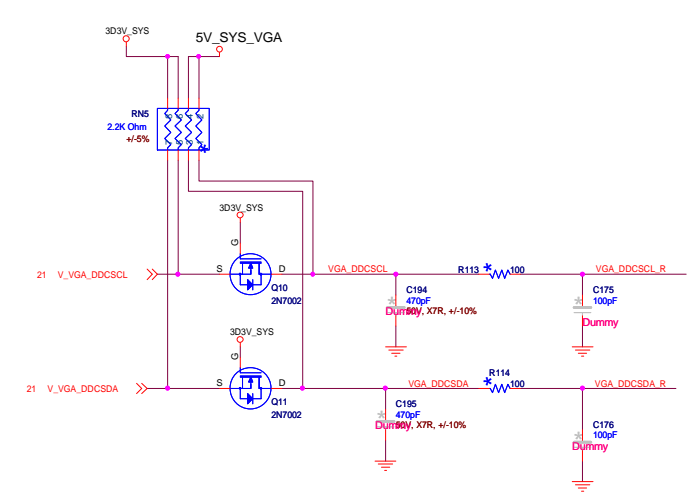 3D3V_SYS
5V_SYS_VGA
RN5
2.2K Ohm
+/-5%
3D3V_SYS
G
S
D
21 V_VGA_DDCSCL
Q10
2N7002
VGA_DDCSCL
R113
100
VGA_DDCSCL_R
C194
470pF
50V, X7R, +/-10%
Dummy
C175
100pF
Dummy
3D3V_SYS
G
S
D
21 V_VGA_DDCSDA
Q11
2N7002
VGA_DDCSDA
R114
100
VGA_DDCSDA_R
C195
470pF
50V, X7R, +/-10%
Dummy
C176
100pF
Dummy